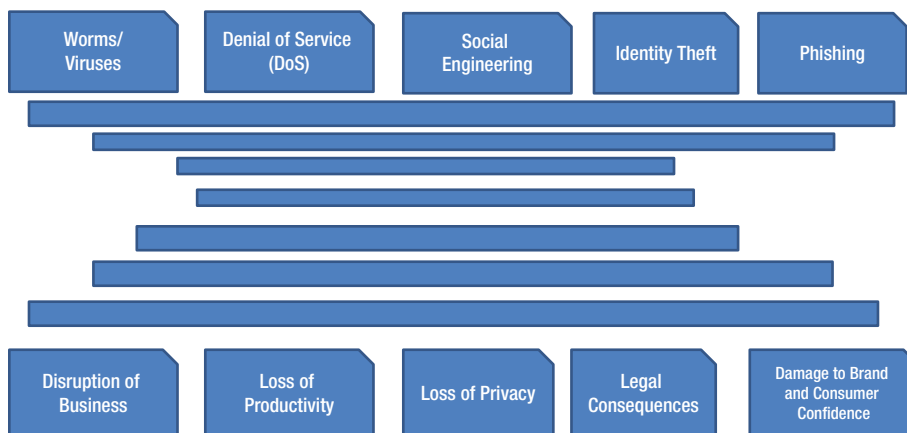 Worms/
Viruses
Denial of Service
(DoS)
Social
Engineering
Identity Theft
Phishing
Disruption of
Business
Loss of
Productivity
Loss of Privacy
Legal
Consequences
Damage to Brand
and Consumer
Confidence